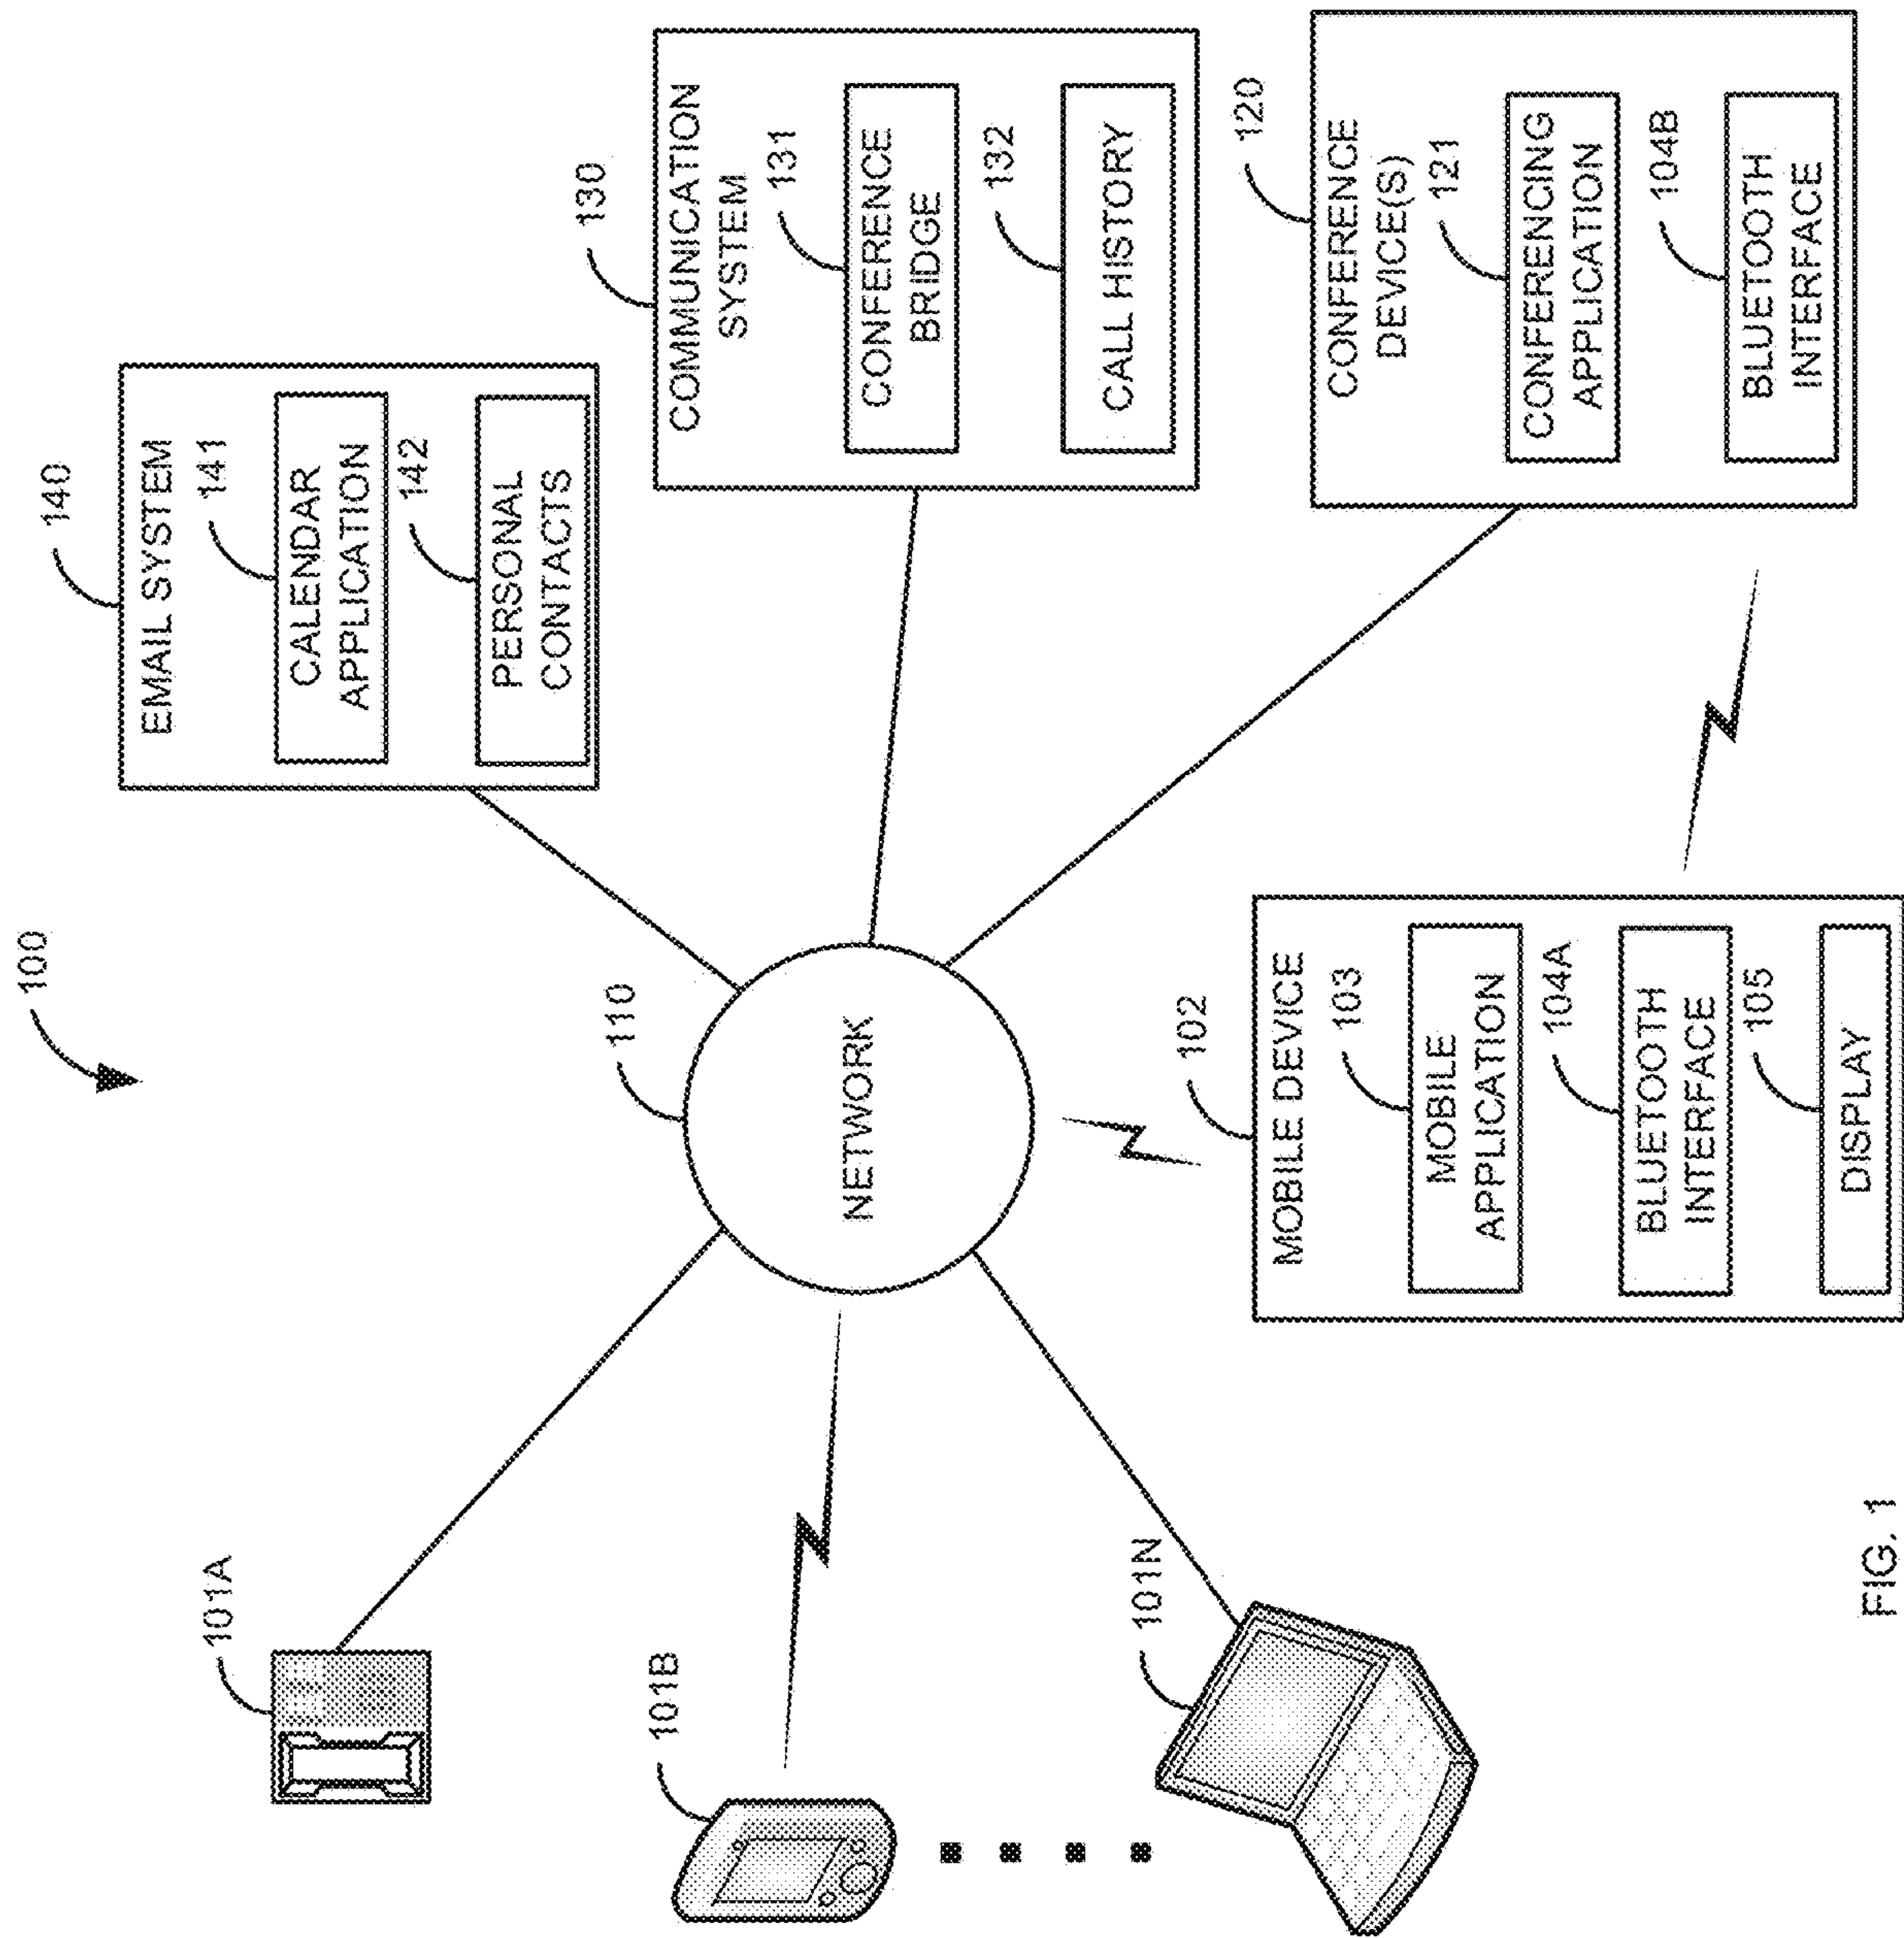 100
140
EMAIL SYSTEM
141
CALENDAR
APPLICATION
142
PERSONAL
CONTACTS
130
COMMUNICATION
SYSTEM
131
CONFERENCE
BRIDGE
132
CALL HISTORY
120
CONFERENCE
DEVICE(S)
121
CONFERENCING
APPLICATION
104B
BLUETOOTH
INTERFACE
110
NETWORK
102
MOBILE DEVICE
103
MOBILE
APPLICATION
104A
BLUETOOTH
INTERFACE
105
DISPLAY
101A
101B
101N
FIG. 1